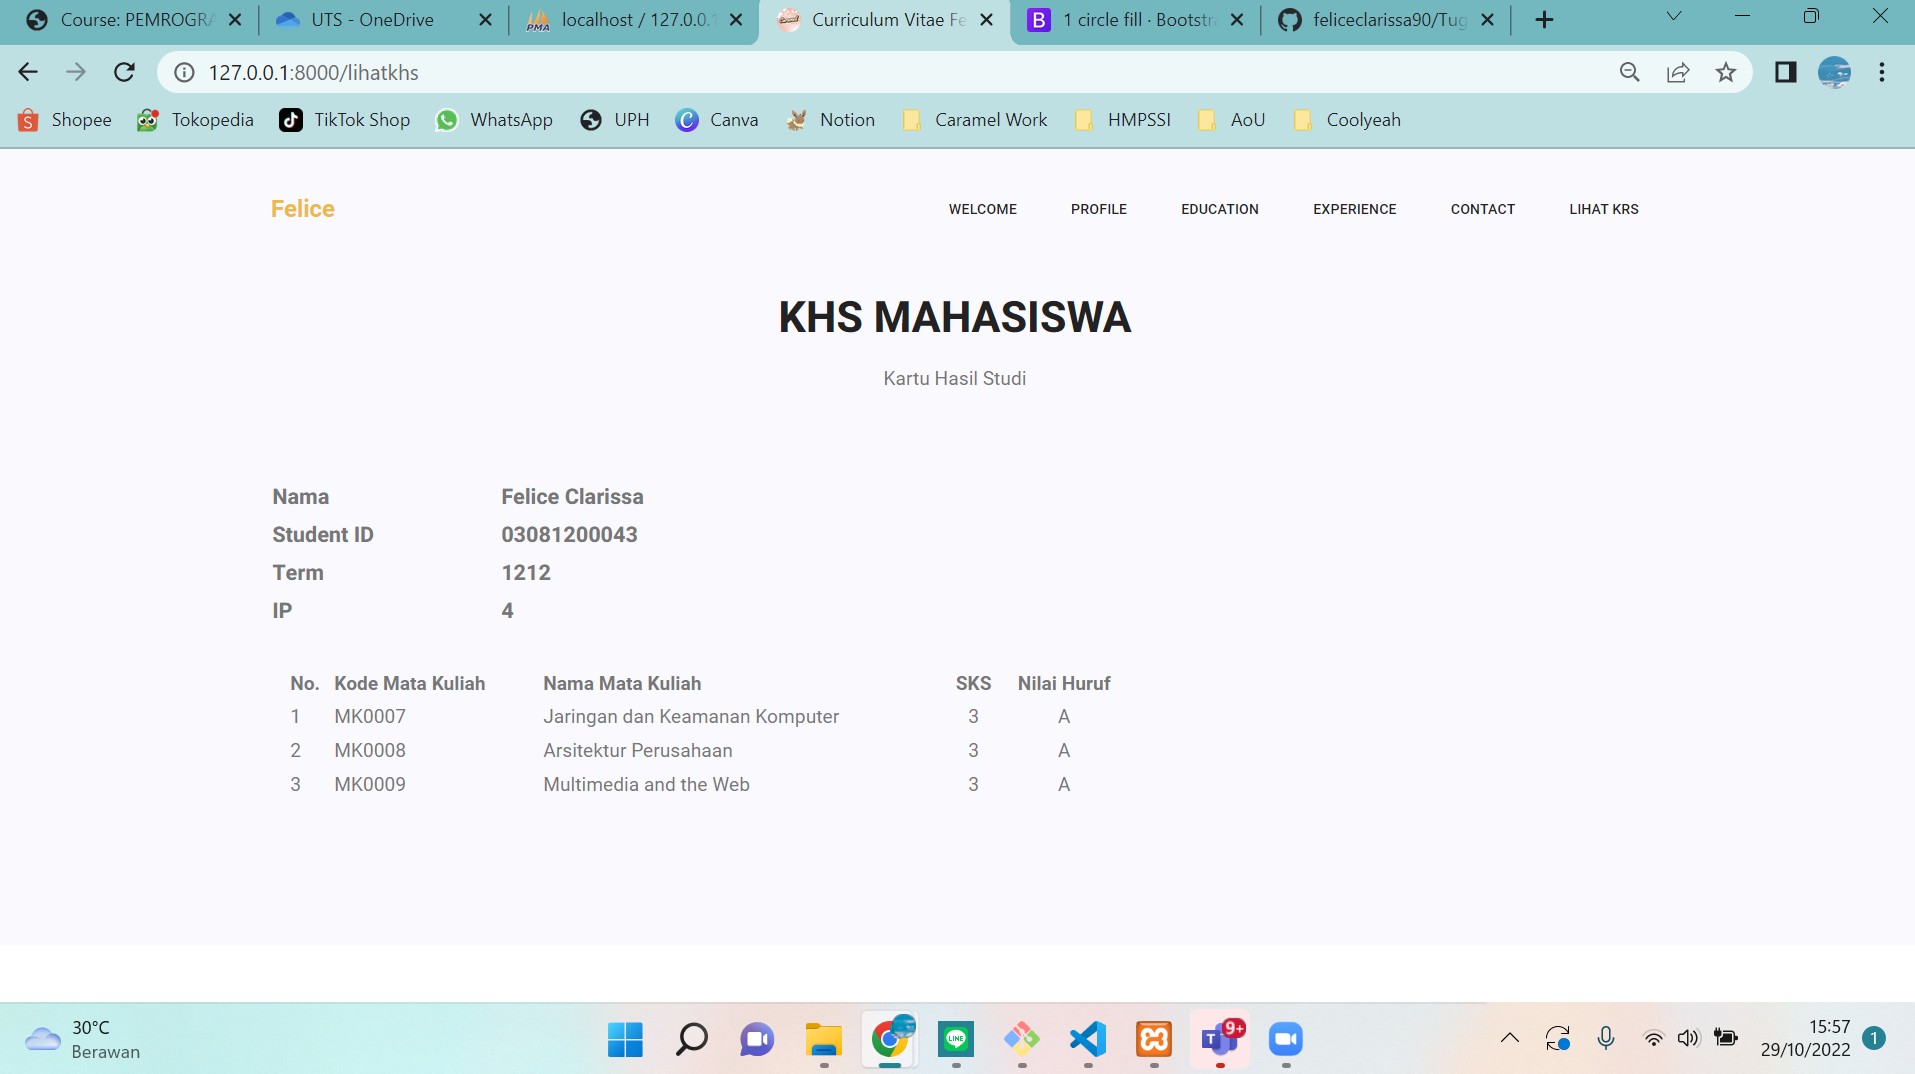 Course: PEMROGRA
UTS - OneDrive
localhost / 127.0.0.1
Curriculum Vitae Fe
1 circle fill · Bootstra
feliceclarissa90/Tug
127.0.0.1:8000/lihatkhs
Shopee
Tokopedia
TikTok Shop
WhatsApp
UPH
Canva
Notion
Caramel Work
HMPSSI
AoU
Coolyeah
Felice
WELCOME
PROFILE
EDUCATION
EXPERIENCE
CONTACT
LIHAT KRS
KHS MAHASISWA
Kartu Hasil Studi
Nama Felice Clarissa
Student ID 03081200043
Term 1212
IP 4
No. Kode Mata Kuliah Nama Mata Kuliah SKS Nilai Huruf
1 MK0007 Jaringan dan Keamanan Komputer 3 A
2 MK0008 Arsitektur Perusahaan 3 A
3 MK0009 Multimedia and the Web 3 A
30°C
Berawan
LINE
9+
15:57
29/10/2022
1